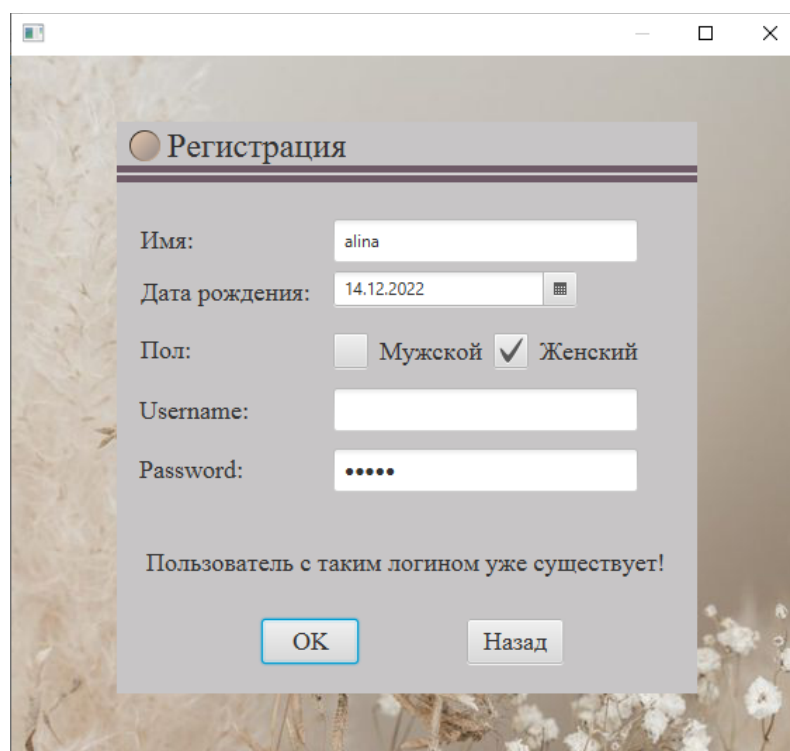 Регистрация
Имя: alina
Дата рождения: 14.12.2022
Пол: Мужской Женский
Username:
Password: •••••
Пользователь с таким логином уже существует!
OK Назад